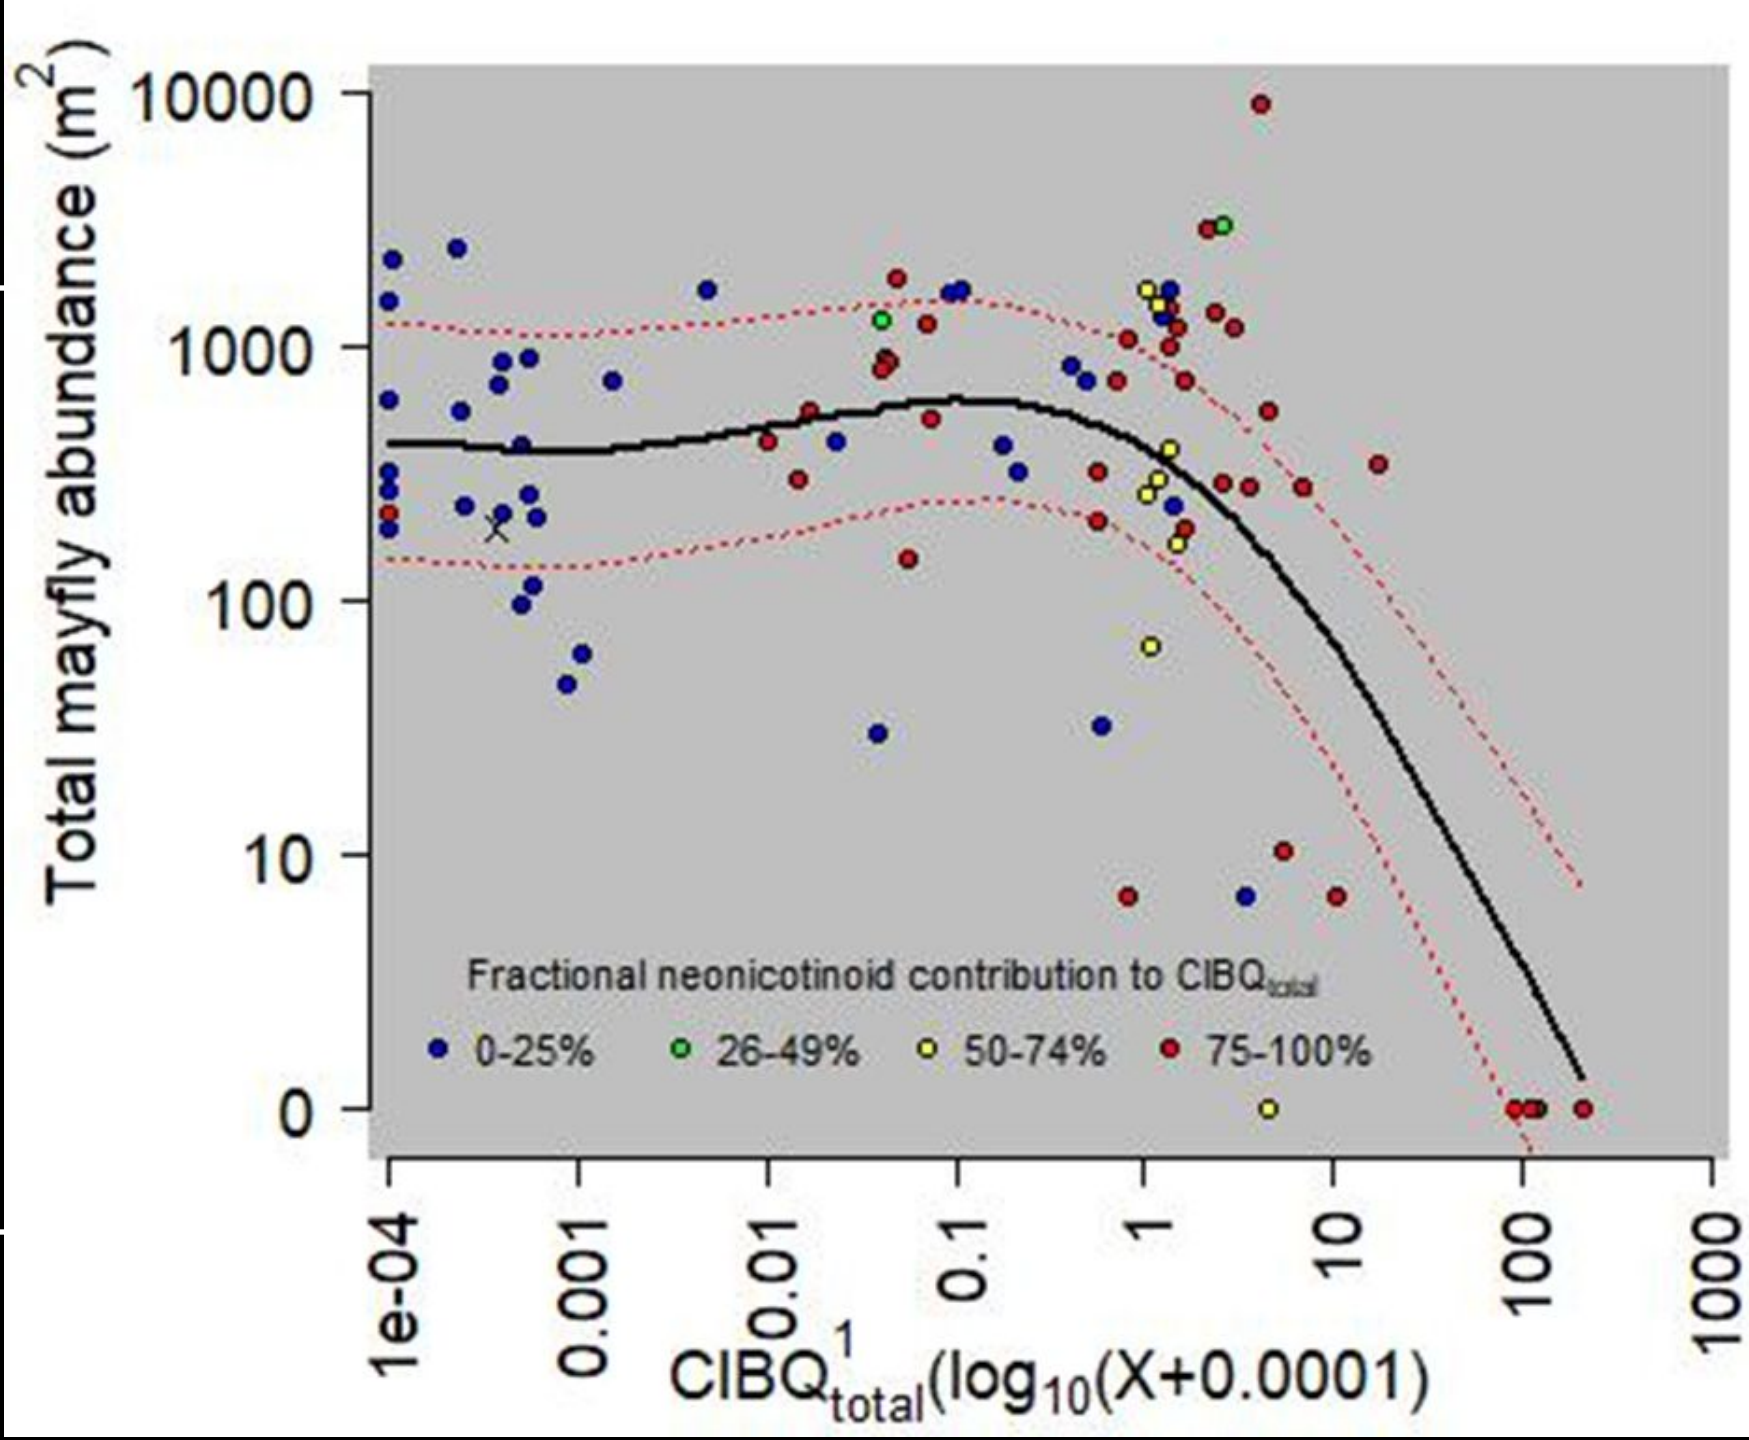 Total mayfly abundance (m2)
10000
1000
100
10
0
Fractional neonicotinoid contribution to CIBQtotal
0-25% 26-49% 50-74% 75-100%
1e-04 0.001 0.01 0.1 1 10 100 1000
CIBQ1total(log10(X+0.0001)